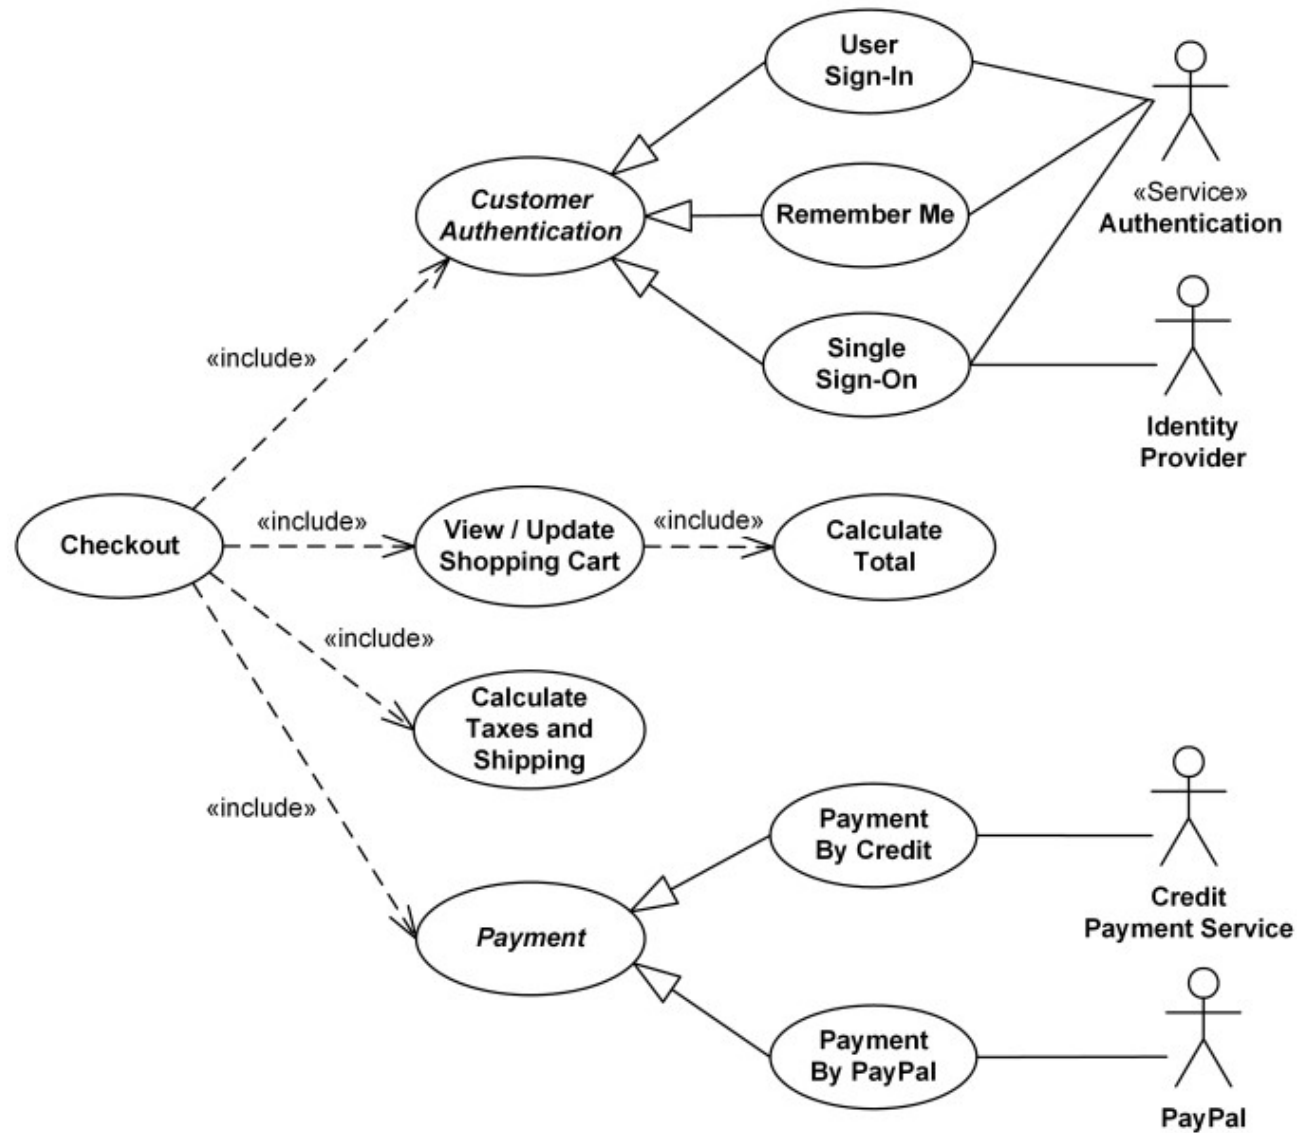 User
Sign-In
«Service»
Authentication
Customer
Authentication
Remember Me
Single
Sign-On
Identity
Provider
«include»
Checkout
«include»
View / Update
Shopping Cart
«include»
Calculate
Total
«include»
Calculate
Taxes and
Shipping
«include»
Payment
Payment
By Credit
Credit
Payment Service
Payment
By PayPal
PayPal